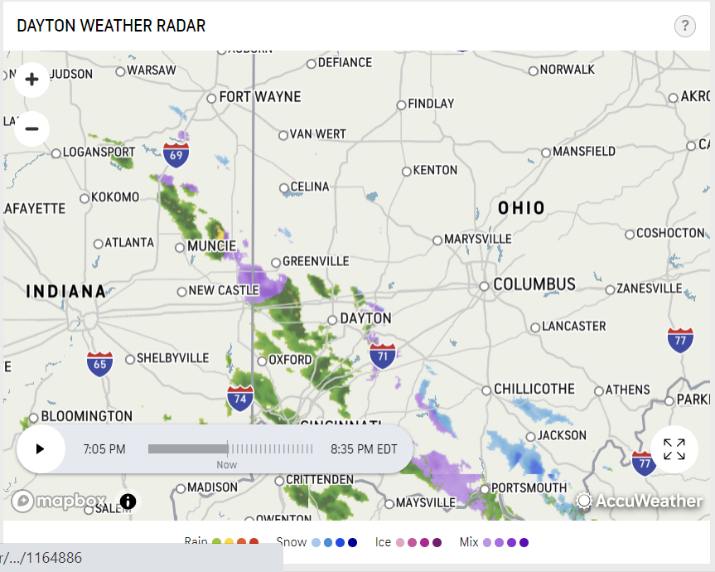 DAYTON WEATHER RADAR
?
AUBURN
DEFIANCE
JUDSON
WARSAW
NORWALK
+
FORT WAYNE
FINDLAY
AKRO
−
VAN WERT
LOGANSPORT
69
MANSFIELD
CA
KENTON
CELINA
KOKOMO
AFAYETTE
OHIO
ATLANTA
MUNCIE
MARYSVILLE
COSHOCTON
GREENVILLE
INDIANA
NEW CASTLE
COLUMBUS
ZANESVILLE
DAYTON
LANCASTER
77
65
SHELBYVILLE
OXFORD
71
74
CHILLICOTHE
ATHENS
PARK
BLOOMINGTON
CINCINNATI
JACKSON
7:05 PM
8:35 PM EDT
Now
77
MADISON
CRITTENDEN
PORTSMOUTH
mapbox
i
SALEM
MAYSVILLE
AccuWeather
OWENTON
Rain Snow Ice Mix
r/.../1164886